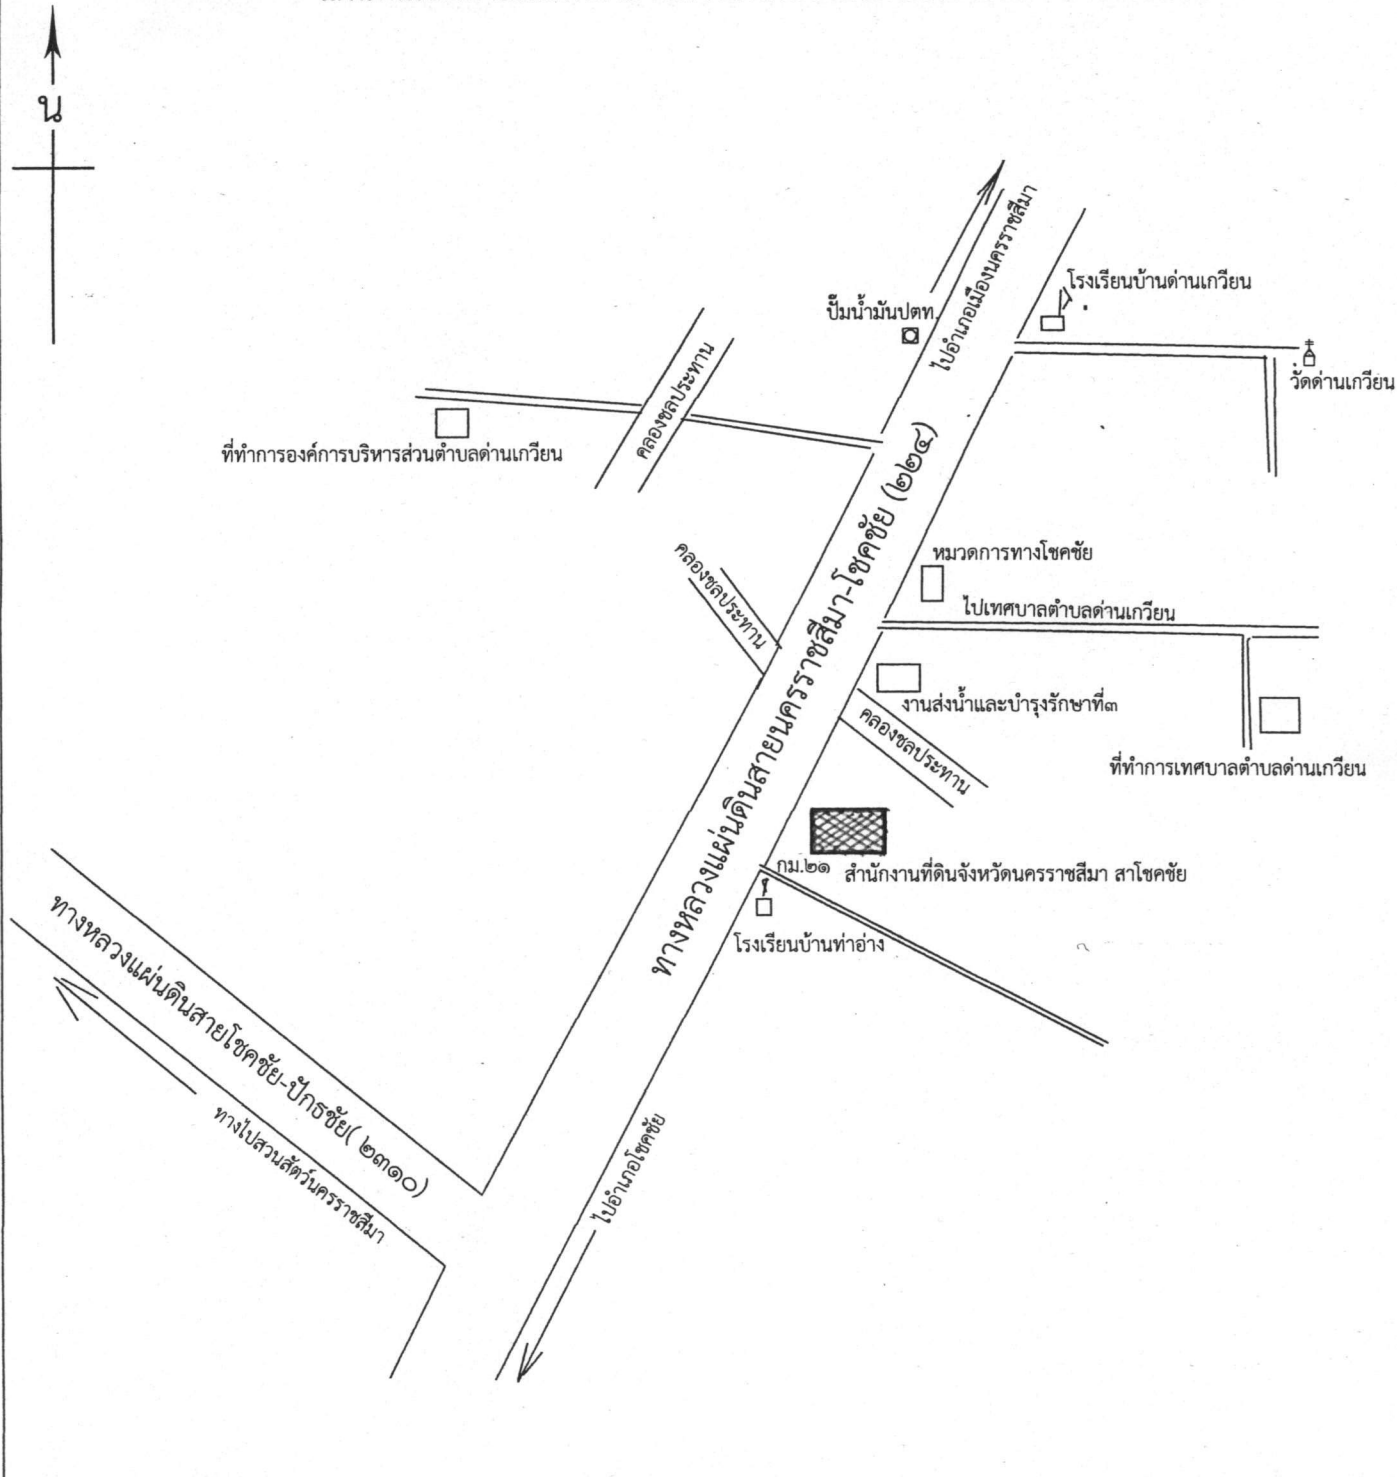 น
ไปอำเภอเมืองนครราชสีมา
โรงเรียนบ้านด่านเกวียน
ปั๊มน้ำมันปตท.
วัดด่านเกวียน
คลองชลประทาน
ที่ทำการองค์การบริหารส่วนตำบลด่านเกวียน
ทางหลวงแผ่นดินสายนครราชสีมา-โชคชัย (๒๒๔)
คลองชลประทาน
หมวดการทางโชคชัย
ไปเทศบาลตำบลด่านเกวียน
งานส่งน้ำและบำรุงรักษาที่๓
คลองชลประทาน
ที่ทำการเทศบาลตำบลด่านเกวียน
กม.๒๑
สำนักงานที่ดินจังหวัดนครราชสีมา สาโชคชัย
โรงเรียนบ้านท่าอ่าง
ทางหลวงแผ่นดินสายโชคชัย-ปักธชัย( ๒๓๑๐)
ทางไปสวนสัตว์นครราชสีมา
ไปอำเภอโชคชัย